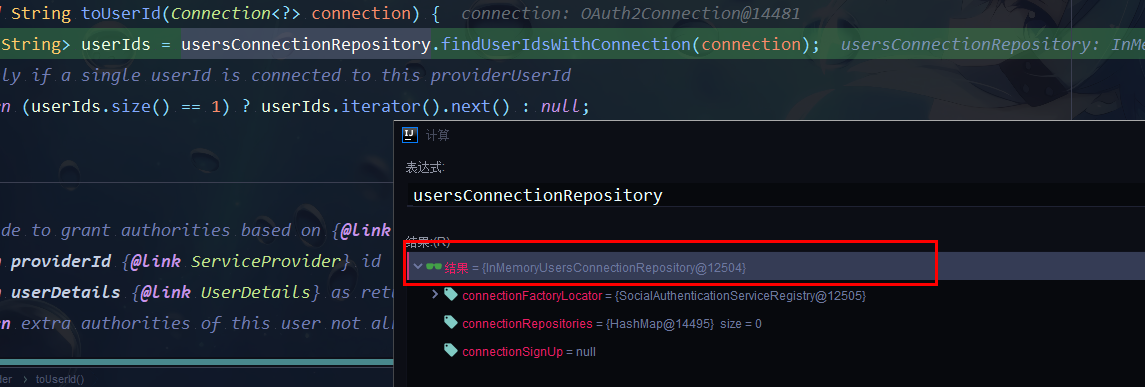 d String toUserId(Connection<?> connection) {  connection: OAuth2Connection@14481
String> userIds = usersConnectionRepository.findUserIdsWithConnection(connection);  usersConnectionRepository: InMe
ly if a single userId is connected to this providerUserId
n (userIds.size() == 1) ? userIds.iterator().next() : null;
计算
表达式:
usersConnectionRepository
结果:(R)
de to grant authorities based on {@link
结果 = {InMemoryUsersConnectionRepository@12504}
n providerId {@link ServiceProvider} id
connectionFactoryLocator = {SocialAuthenticationServiceRegistry@12505}
n userDetails {@link UserDetails} as retu
connectionRepositories = {HashMap@14495} size = 0
n extra authorities of this user not all
connectionSignUp = null
der › toUserId()